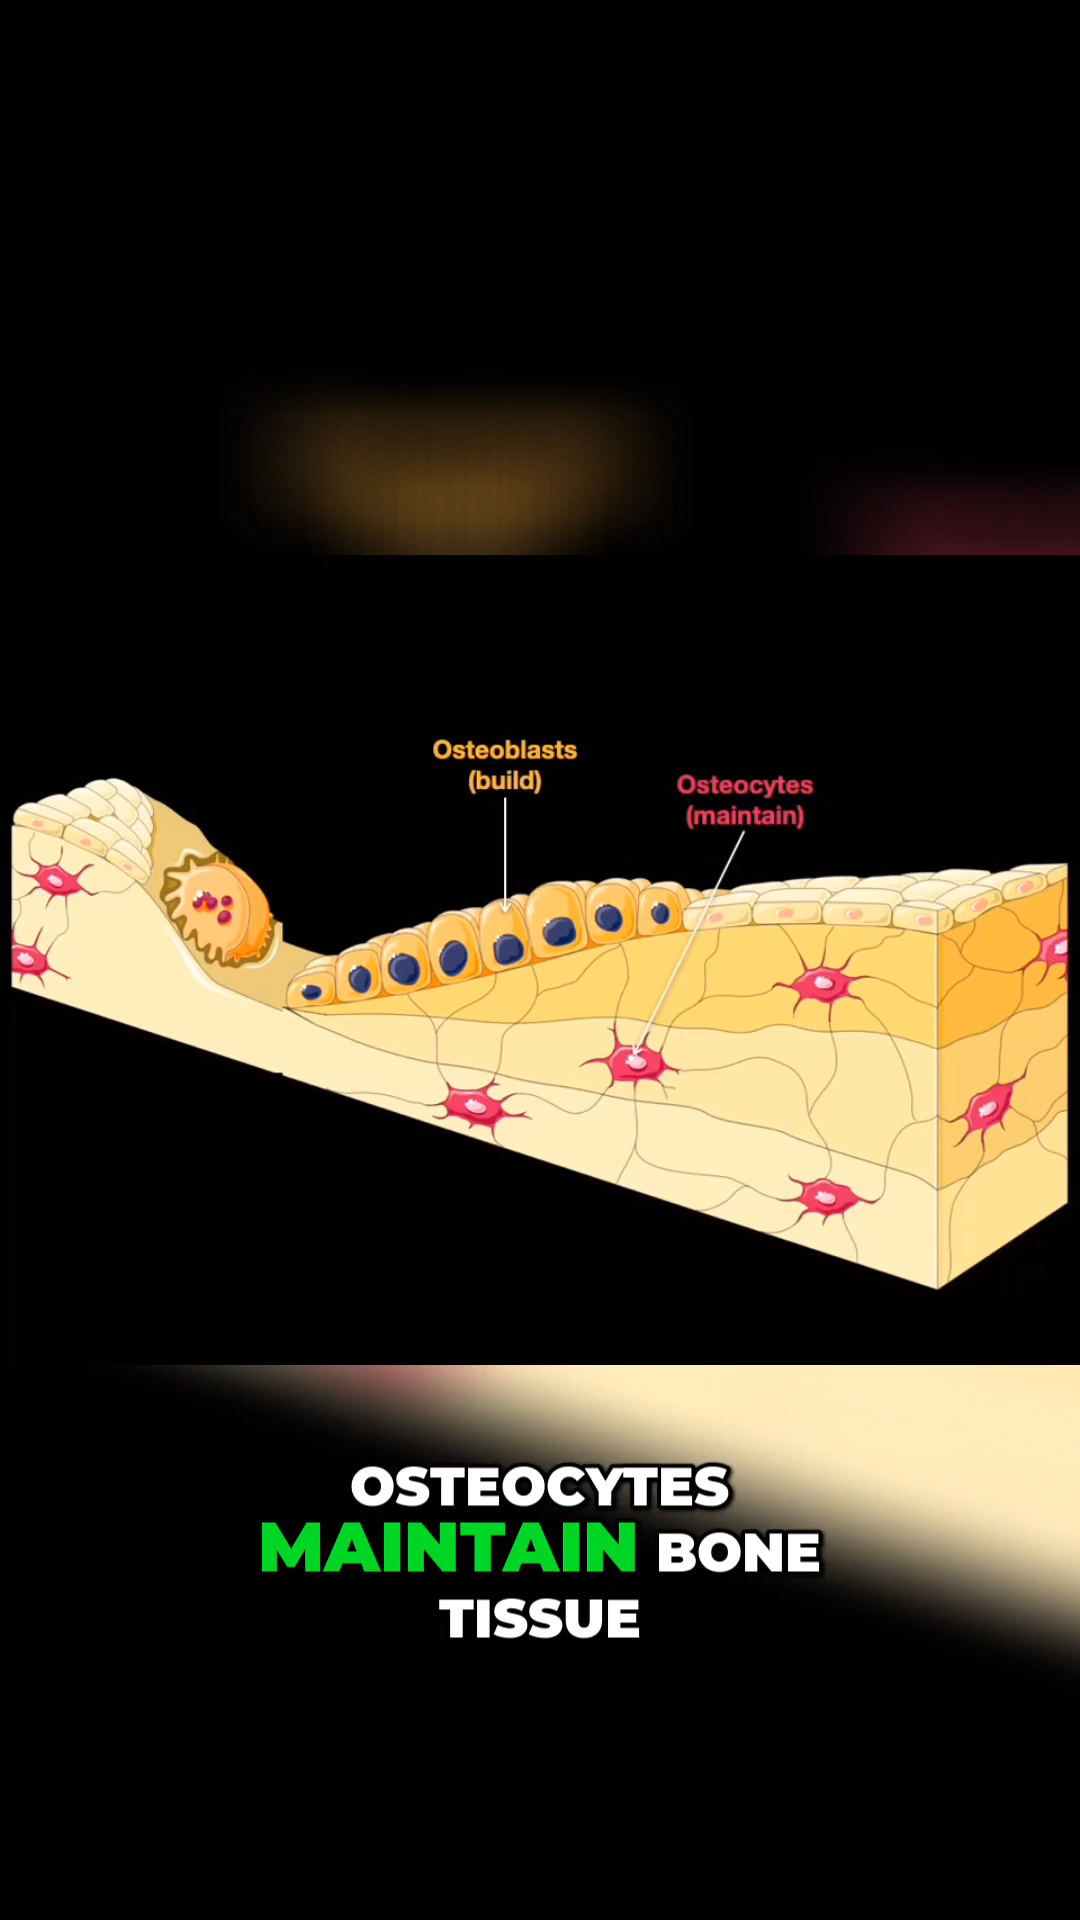 Osteoblasts
(build)
Osteocytes
(maintain)
OSTEOCYTES
MAINTAIN BONE
TISSUE